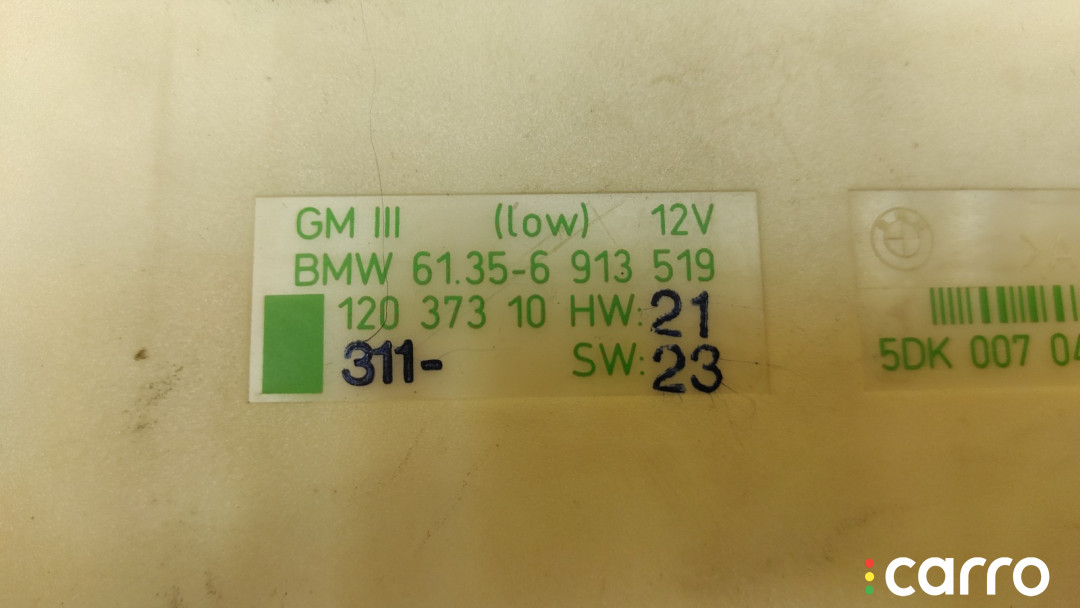 GM III (low) 12V
BMW 61.35-6 913 519
120 373 10 HW: 21
311- SW: 23
5DK 007 04
carro